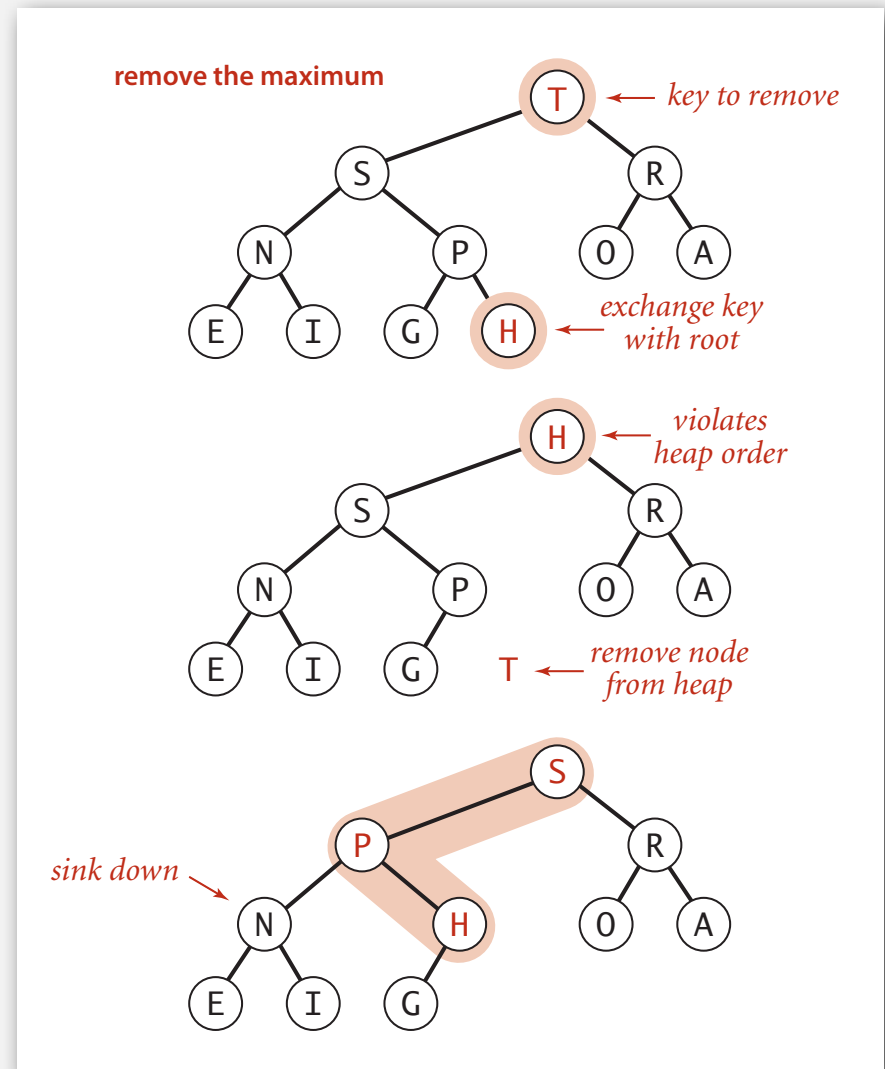 remove the maximum
T
key to remove
S
R
N
P
O
A
E
I
G
H
exchange key
with root
H
violates
heap order
S
R
N
P
O
A
E
I
G
T
remove node
from heap
S
P
R
sink down
N
H
O
A
E
I
G